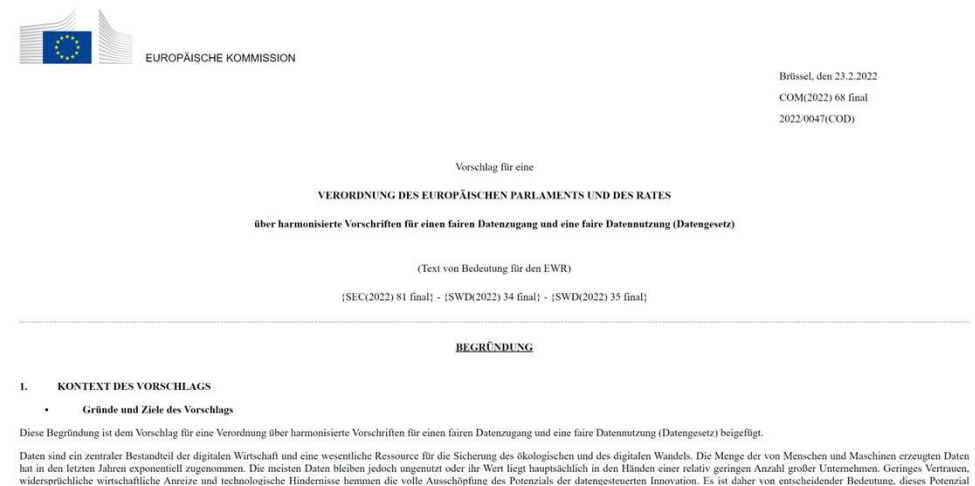 EUROPÄISCHE KOMMISSION
Brüssel, den 23.2.2022
COM(2022) 68 final
2022/0047(COD)
Vorschlag für eine
VERORDNUNG DES EUROPÄISCHEN PARLAMENTS UND DES RATES
über harmonisierte Vorschriften für einen fairen Datenzugang und eine faire Datennutzung (Datengesetz)
(Text von Bedeutung für den EWR)
{SEC(2022) 81 final} - {SWD(2022) 34 final} - {SWD(2022) 35 final}
BEGRÜNDUNG
1. KONTEXT DES VORSCHLAGS
• Gründe und Ziele des Vorschlags
Diese Begründung ist dem Vorschlag für eine Verordnung über harmonisierte Vorschriften für einen fairen Datenzugang und eine faire Datennutzung (Datengesetz) beigefügt.
Daten sind ein zentraler Bestandteil der digitalen Wirtschaft und eine wesentliche Ressource für die Sicherung des ökologischen und des digitalen Wandels. Die Menge der von Menschen und Maschinen erzeugten Daten
hat in den letzten Jahren exponentiell zugenommen. Die meisten Daten bleiben jedoch ungenutzt oder ihr Wert liegt hauptsächlich in den Händen einer relativ geringen Anzahl großer Unternehmen. Geringes Vertrauen,
widersprüchliche wirtschaftliche Anreize und technologische Hindernisse hemmen die volle Ausschöpfung des Potenzials der datengesteuerten Innovation. Es ist daher von entscheidender Bedeutung, dieses Potenzial